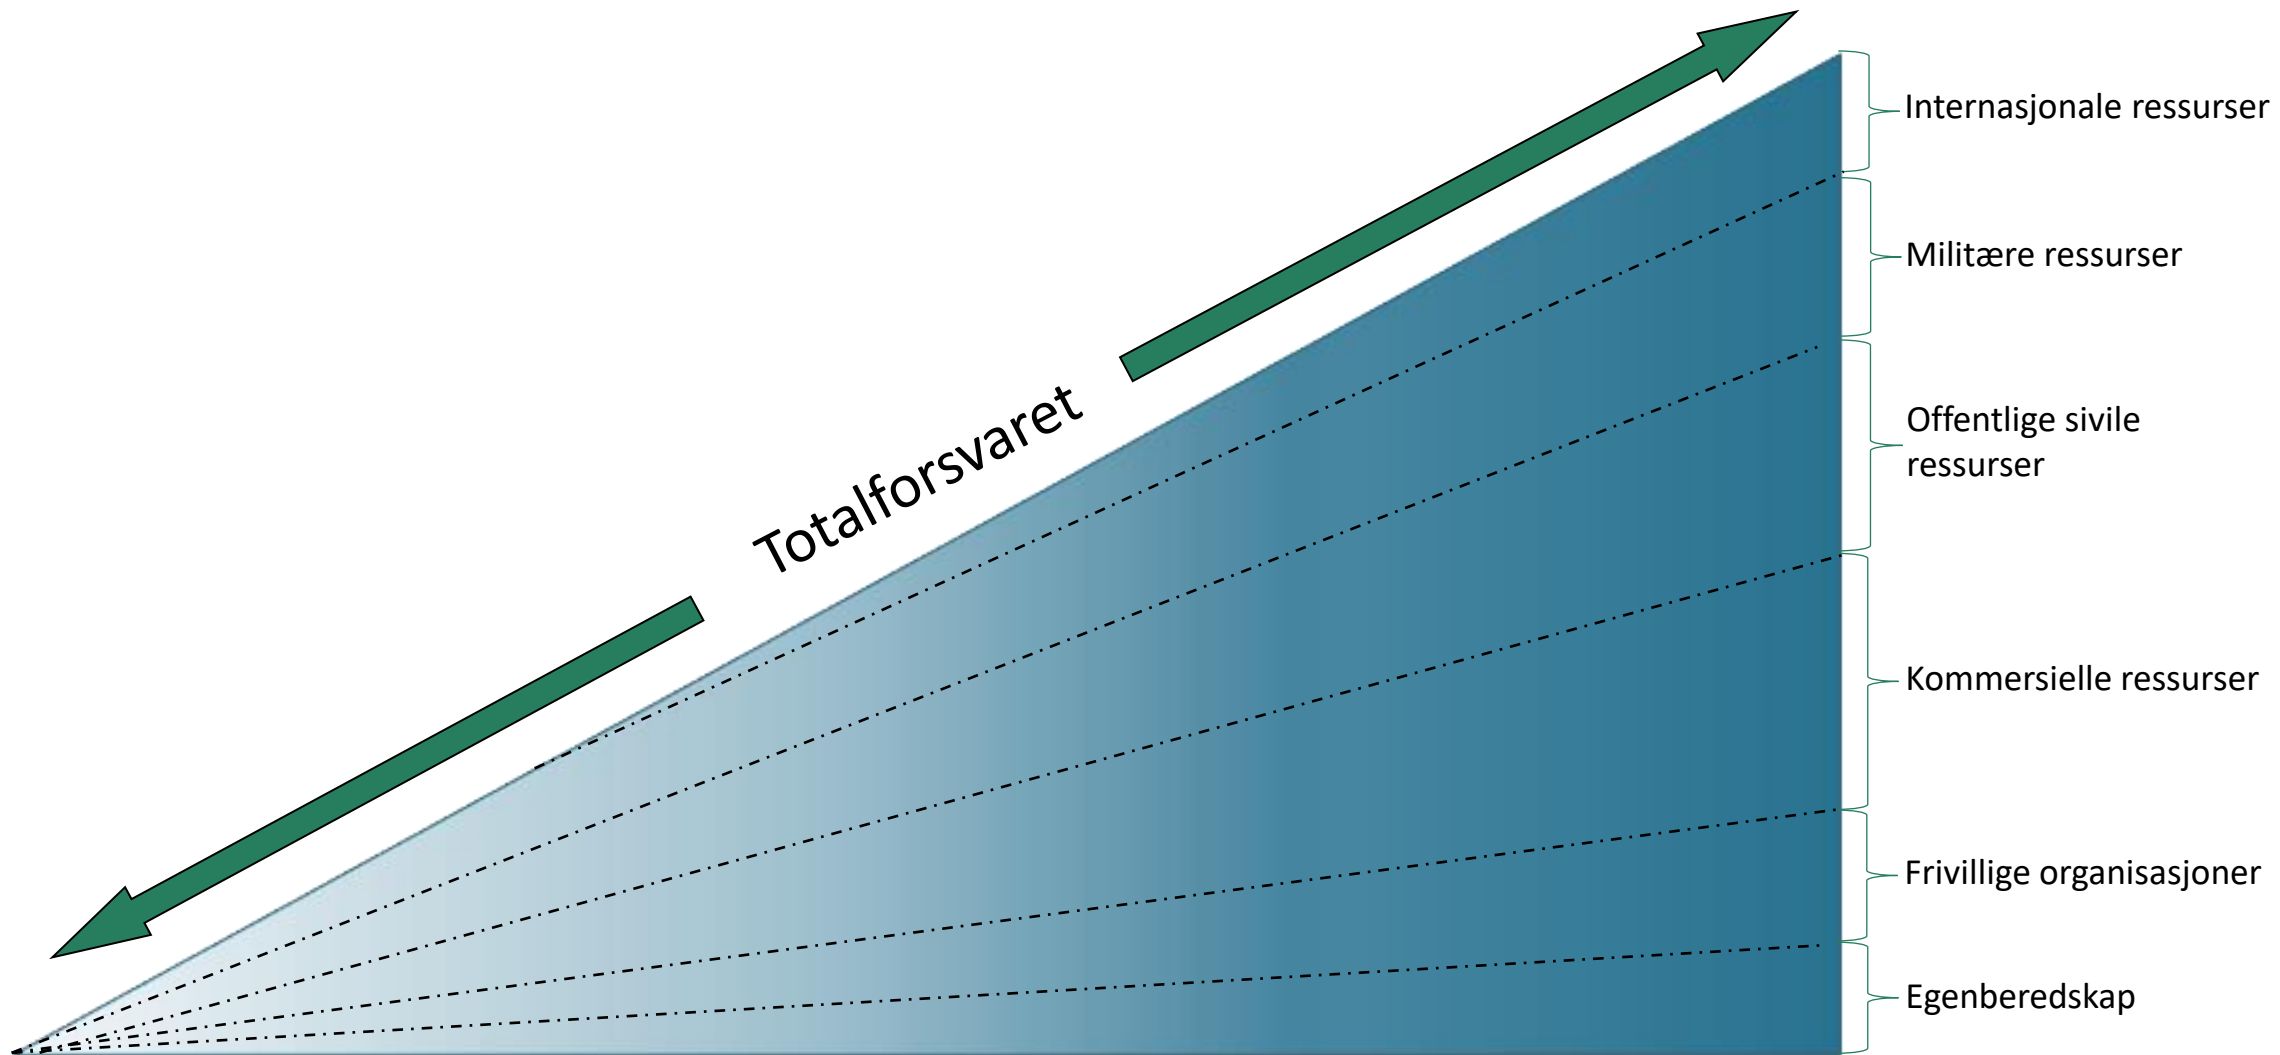 Internasjonale ressurser
Militære ressurser
Totalforsvaret
Offentlige sivile
ressurser
Kommersielle ressurser
Frivillige organisasjoner
Egenberedskap